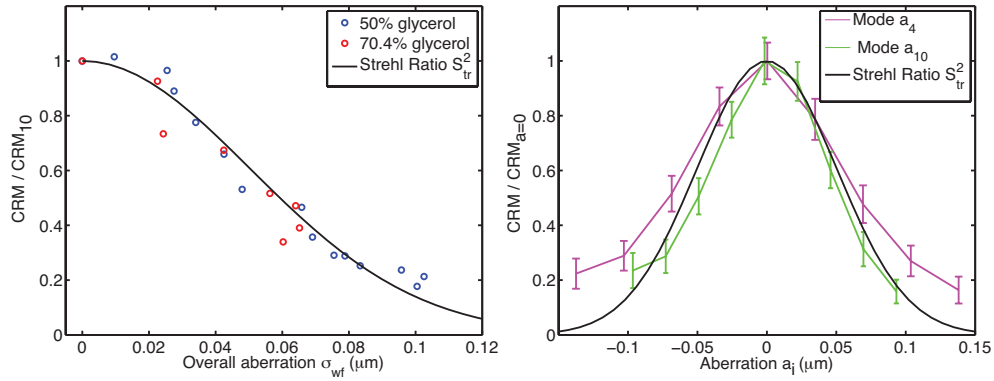 CRM / CRM10
1
0.8
0.6
0.4
0.2
0
0.02
0.04
0.06
0.08
0.1
0.12
Overall aberration σwf (μm)
50% glycerol
70.4% glycerol
Strehl Ratio S²tr
CRM / CRMa=0
1
0.8
0.6
0.4
0.2
0
−0.1
−0.05
0
0.05
0.1
0.15
Aberration ai (μm)
Mode a4
Mode a10
Strehl Ratio S²tr